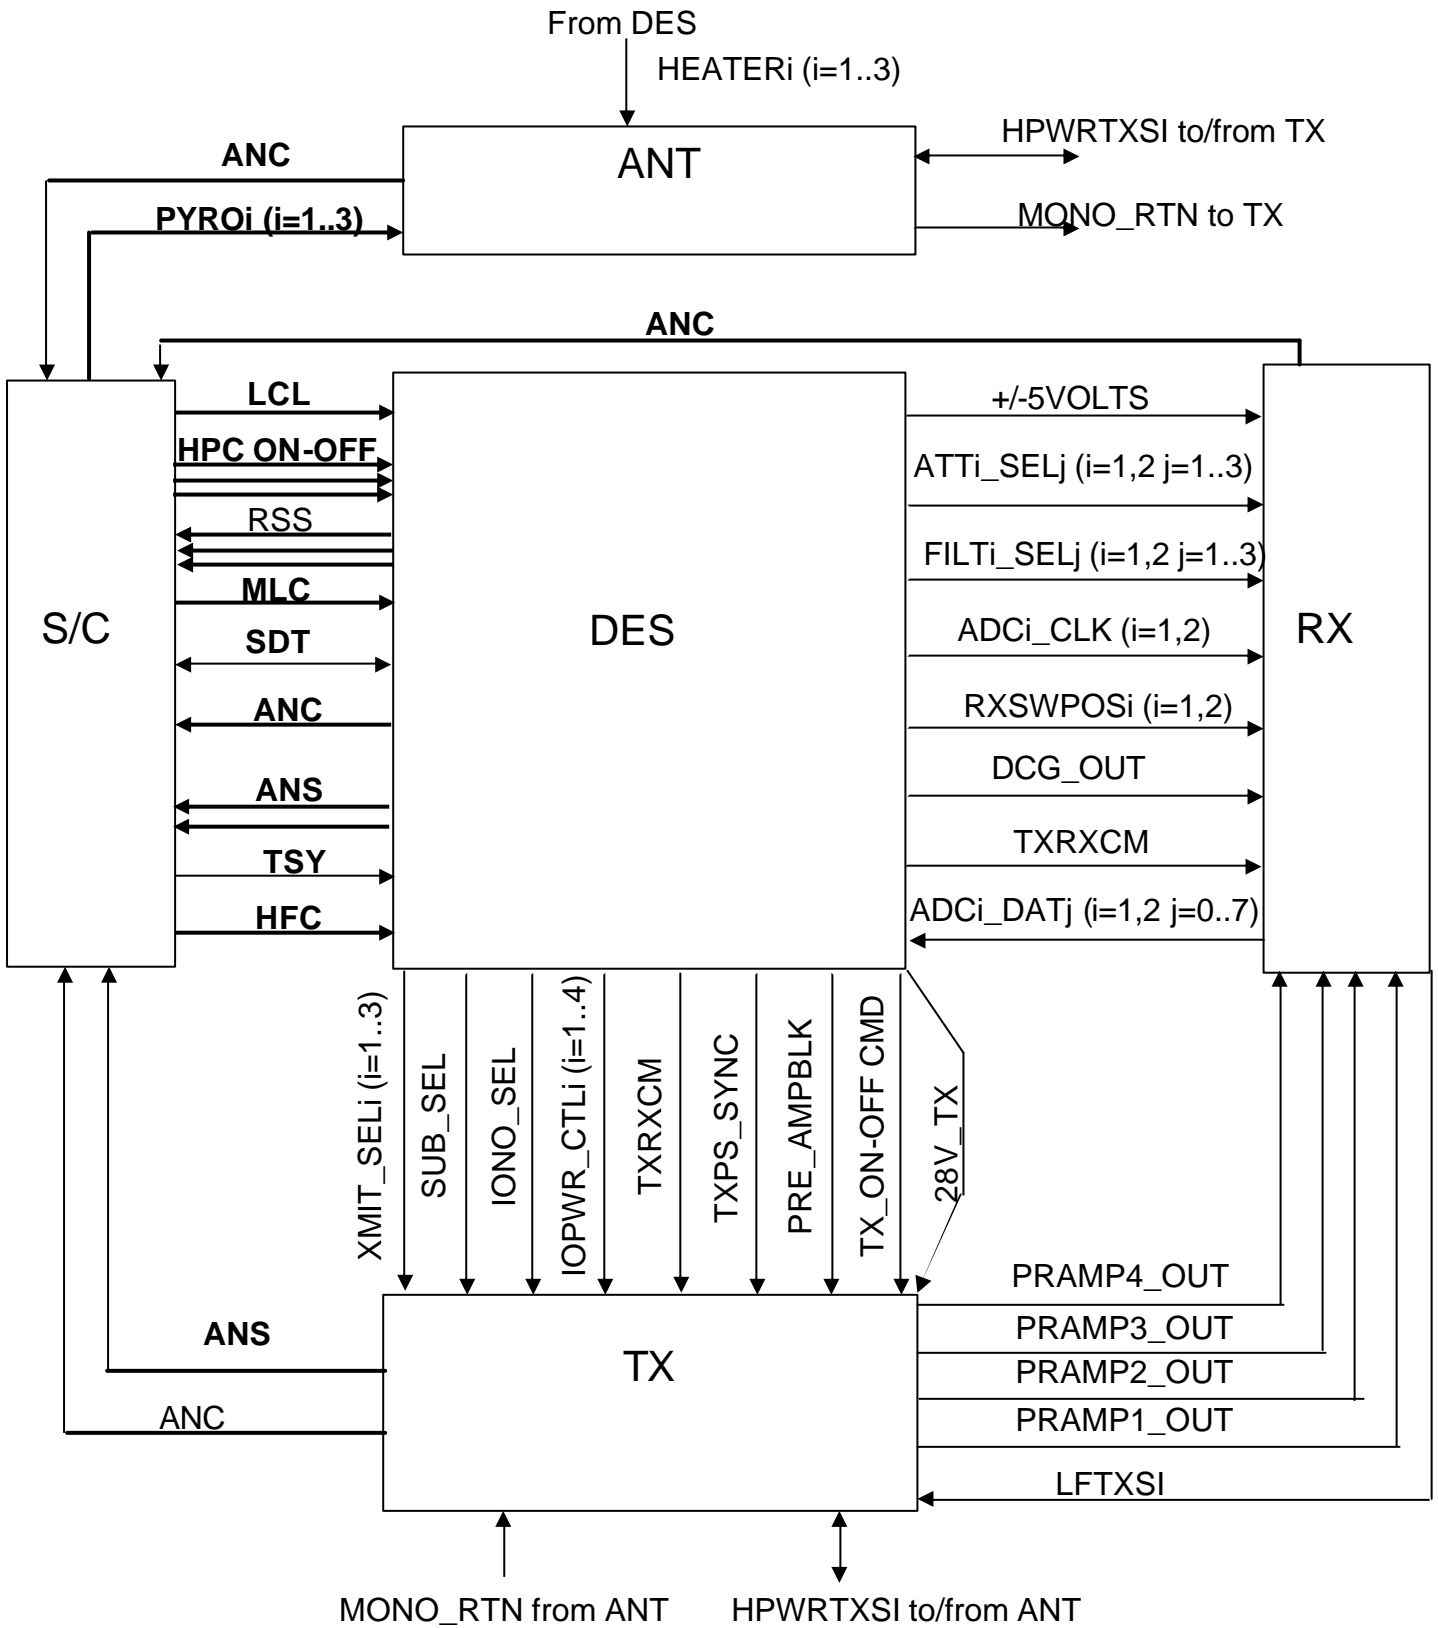 From DES
HEATERi (i=1..3)
ANT
HPWRTXSI to/from TX
MONO_RTN to TX
ANC
PYROi (i=1..3)
ANC
S/C
LCL
HPC ON-OFF
RSS
MLC
SDT
ANC
ANS
TSY
HFC
DES
+/-5VOLTS
ATTi_SELj (i=1,2 j=1..3)
FILTi_SELj (i=1,2 j=1..3)
ADCi_CLK (i=1,2)
RXSWPOSi (i=1,2)
DCG_OUT
TXRXCM
ADCi_DATj (i=1,2 j=0..7)
RX
XMIT_SELi (i=1..3)
SUB_SEL
IONO_SEL
IOPWR_CTLi (i=1..4)
TXRXCM
TXPS_SYNC
PRE_AMPBLK
TX_ON-OFF CMD
28V_TX
ANS
ANC
TX
PRAMP4_OUT
PRAMP3_OUT
PRAMP2_OUT
PRAMP1_OUT
LFTXSI
MONO_RTN from ANT
HPWRTXSI to/from ANT